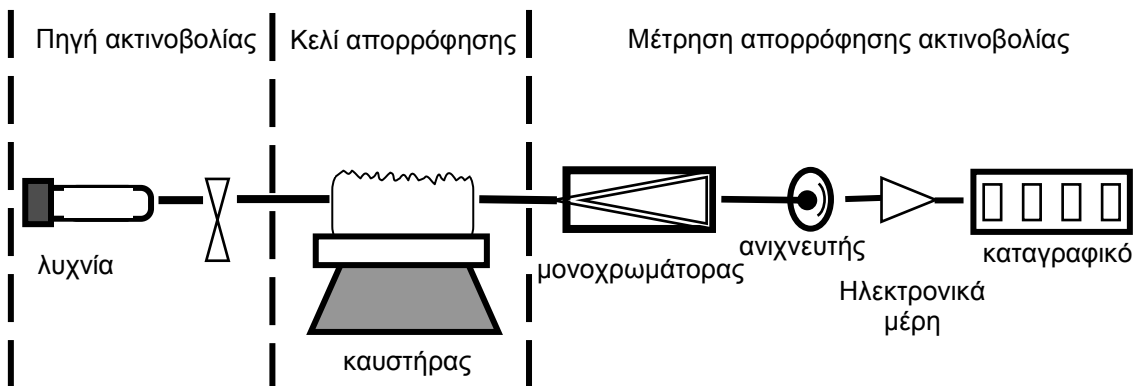 Πηγή ακτινοβολίας
Κελί απορρόφησης
Μέτρηση απορρόφησης ακτινοβολίας
λυχνία
καυστήρας
μονοχρωμάτορας
ανιχνευτής
Ηλεκτρονικά
μέρη
καταγραφικό